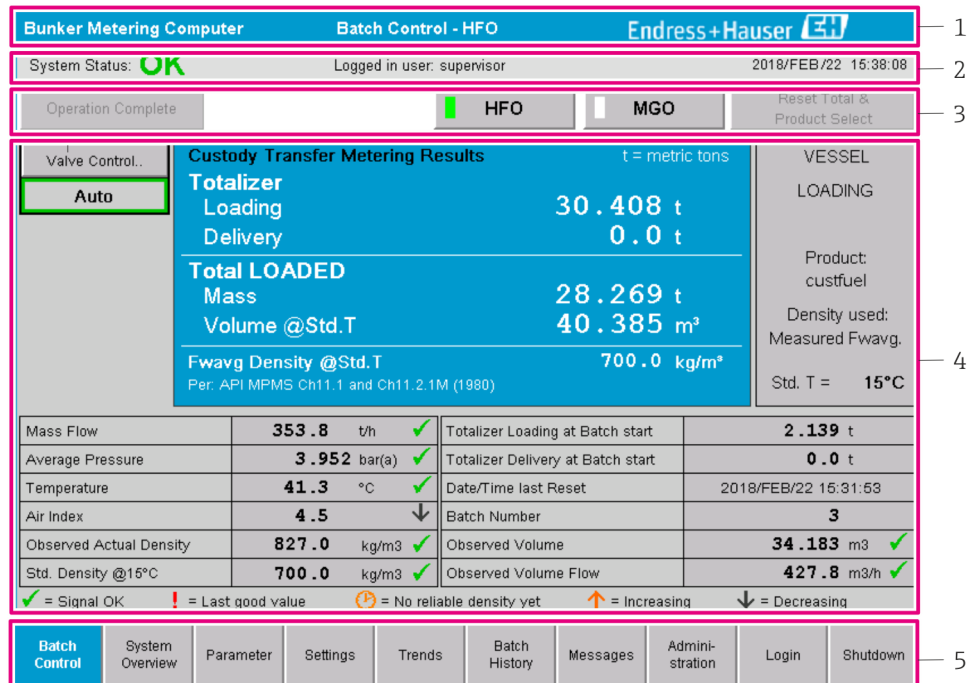 Bunker Metering Computer Batch Control - HFO Endress+Hauser EH 1
System Status: OK Logged in user: supervisor 2018/FEB/22 15:38:08 2
Operation Complete HFO MGO Reset Total &
Product Select 3
Valve Control..
Auto
Custody Transfer Metering Results t = metric tons
Totalizer
Loading 30.408 t
Delivery 0.0 t
Total LOADED
Mass 28.269 t
Volume @Std.T 40.385 m³
Fwavg Density @Std.T 700.0 kg/m³
Per: API MPMS Ch11.1 and Ch11.2.1M (1980)
VESSEL
LOADING
Product:
custfuel
Density used:
Measured Fwavg.
Std. T = 15°C
4
Mass Flow 353.8 t/h ✓ Totalizer Loading at Batch start 2.139 t
Average Pressure 3.952 bar(a) ✓ Totalizer Delivery at Batch start 0.0 t
Temperature 41.3 °C ✓ Date/Time last Reset 2018/FEB/22 15:31:53
Air Index 4.5 ↓ Batch Number 3
Observed Actual Density 827.0 kg/m3 ✓ Observed Volume 34.183 m3 ✓
Std. Density @15°C 700.0 kg/m3 ✓ Observed Volume Flow 427.8 m3/h ✓
✓ = Signal OK ! = Last good value = No reliable density yet ↑ = Increasing ↓ = Decreasing
Batch
Control
System
Overview
Parameter
Settings
Trends
Batch
History
Messages
Admini-
stration
Login
Shutdown
5